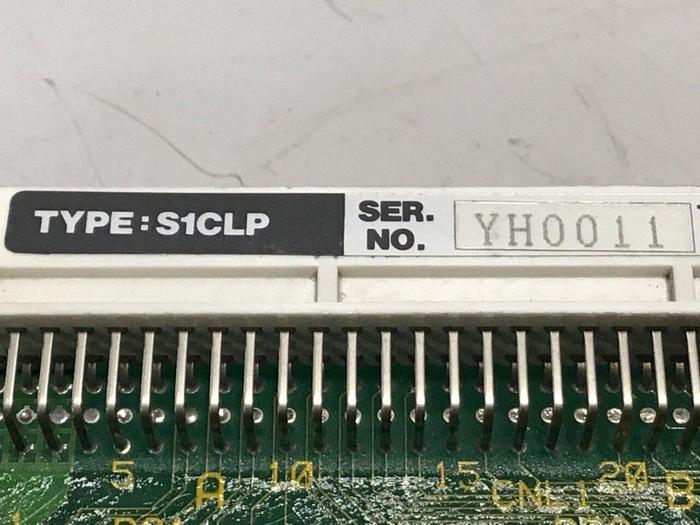 TYPE: S1CLP
SER. NO.
YH0011
5 10 15 20
A CNL1 B